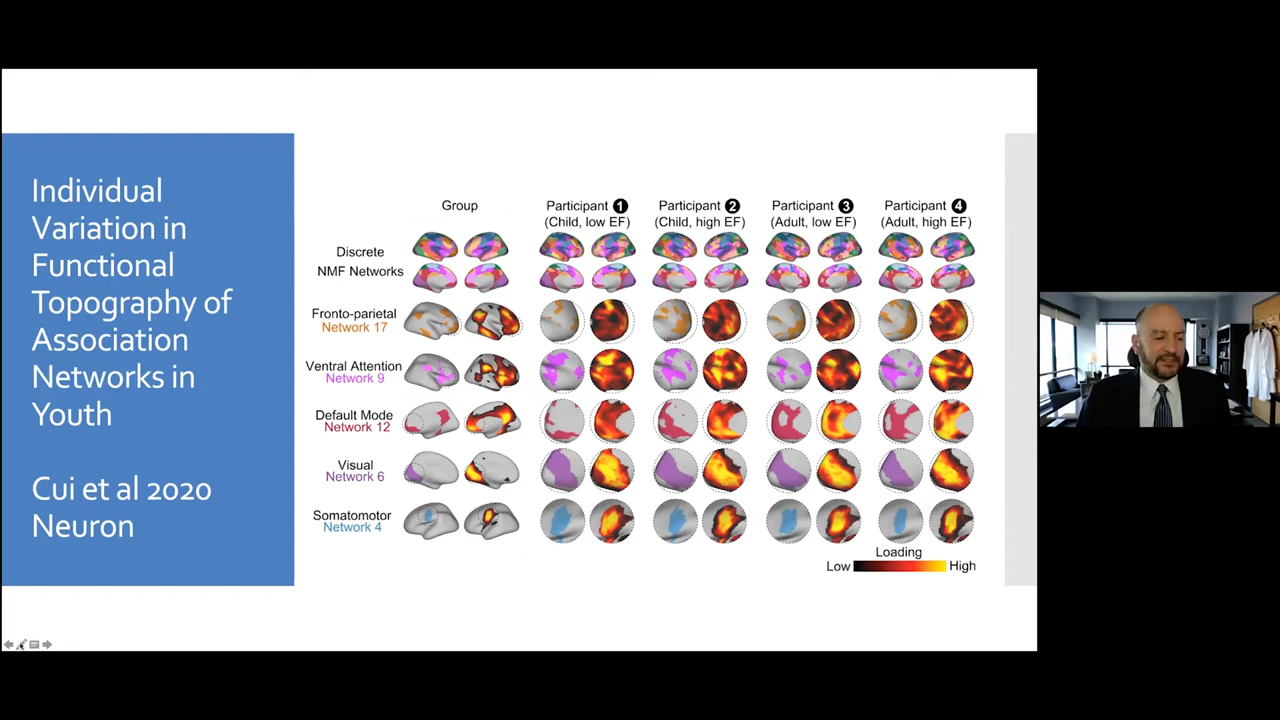 Individual
Variation in
Functional
Topography of
Association
Networks in
Youth
Cui et al 2020
Neuron
Group
Participant 1
(Child, low EF)
Participant 2
(Child, high EF)
Participant 3
(Adult, low EF)
Participant 4
(Adult, high EF)
Discrete
NMF Networks
Fronto-parietal
Network 17
Ventral Attention
Network 9
Default Mode
Network 12
Visual
Network 6
Somatomotor
Network 4
Loading
Low High